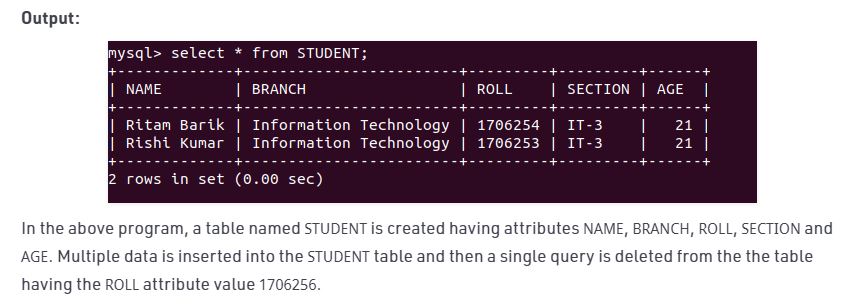 Output:
mysql> select * from STUDENT;
+-------------+------------------------+---------+---------+------+
| NAME        | BRANCH                 | ROLL    | SECTION | AGE  |
+-------------+------------------------+---------+---------+------+
| Ritam Barik | Information Technology | 1706254 | IT-3    |   21 |
| Rishi Kumar | Information Technology | 1706253 | IT-3    |   21 |
+-------------+------------------------+---------+---------+------+
2 rows in set (0.00 sec)
In the above program, a table named STUDENT is created having attributes NAME, BRANCH, ROLL, SECTION and
AGE. Multiple data is inserted into the STUDENT table and then a single query is deleted from the the table
having the ROLL attribute value 1706256.